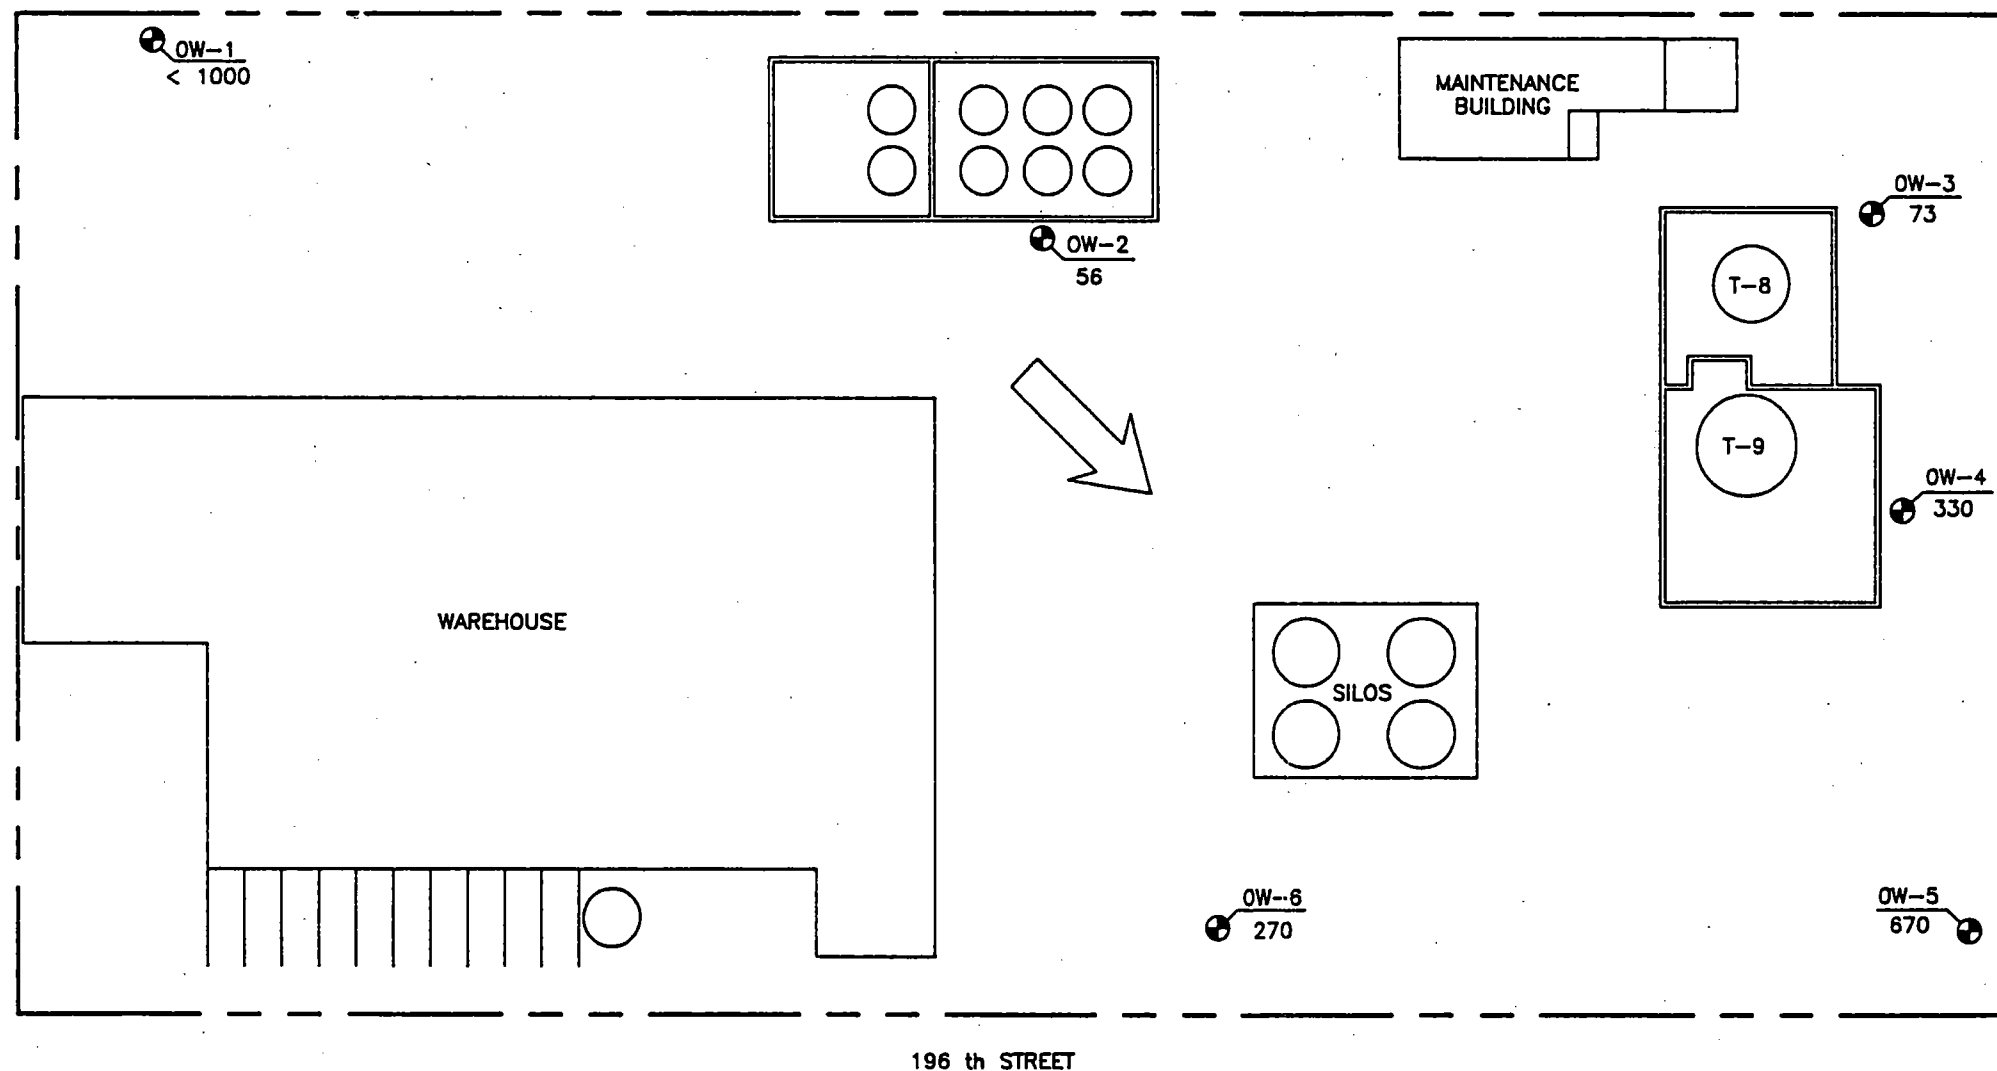 OW-1
< 1000
MAINTENANCE
BUILDING
OW-3
73
OW-2
56
T-8
T-9
OW-4
330
WAREHOUSE
SILOS
OW-6
270
OW-5
670
196 th STREET